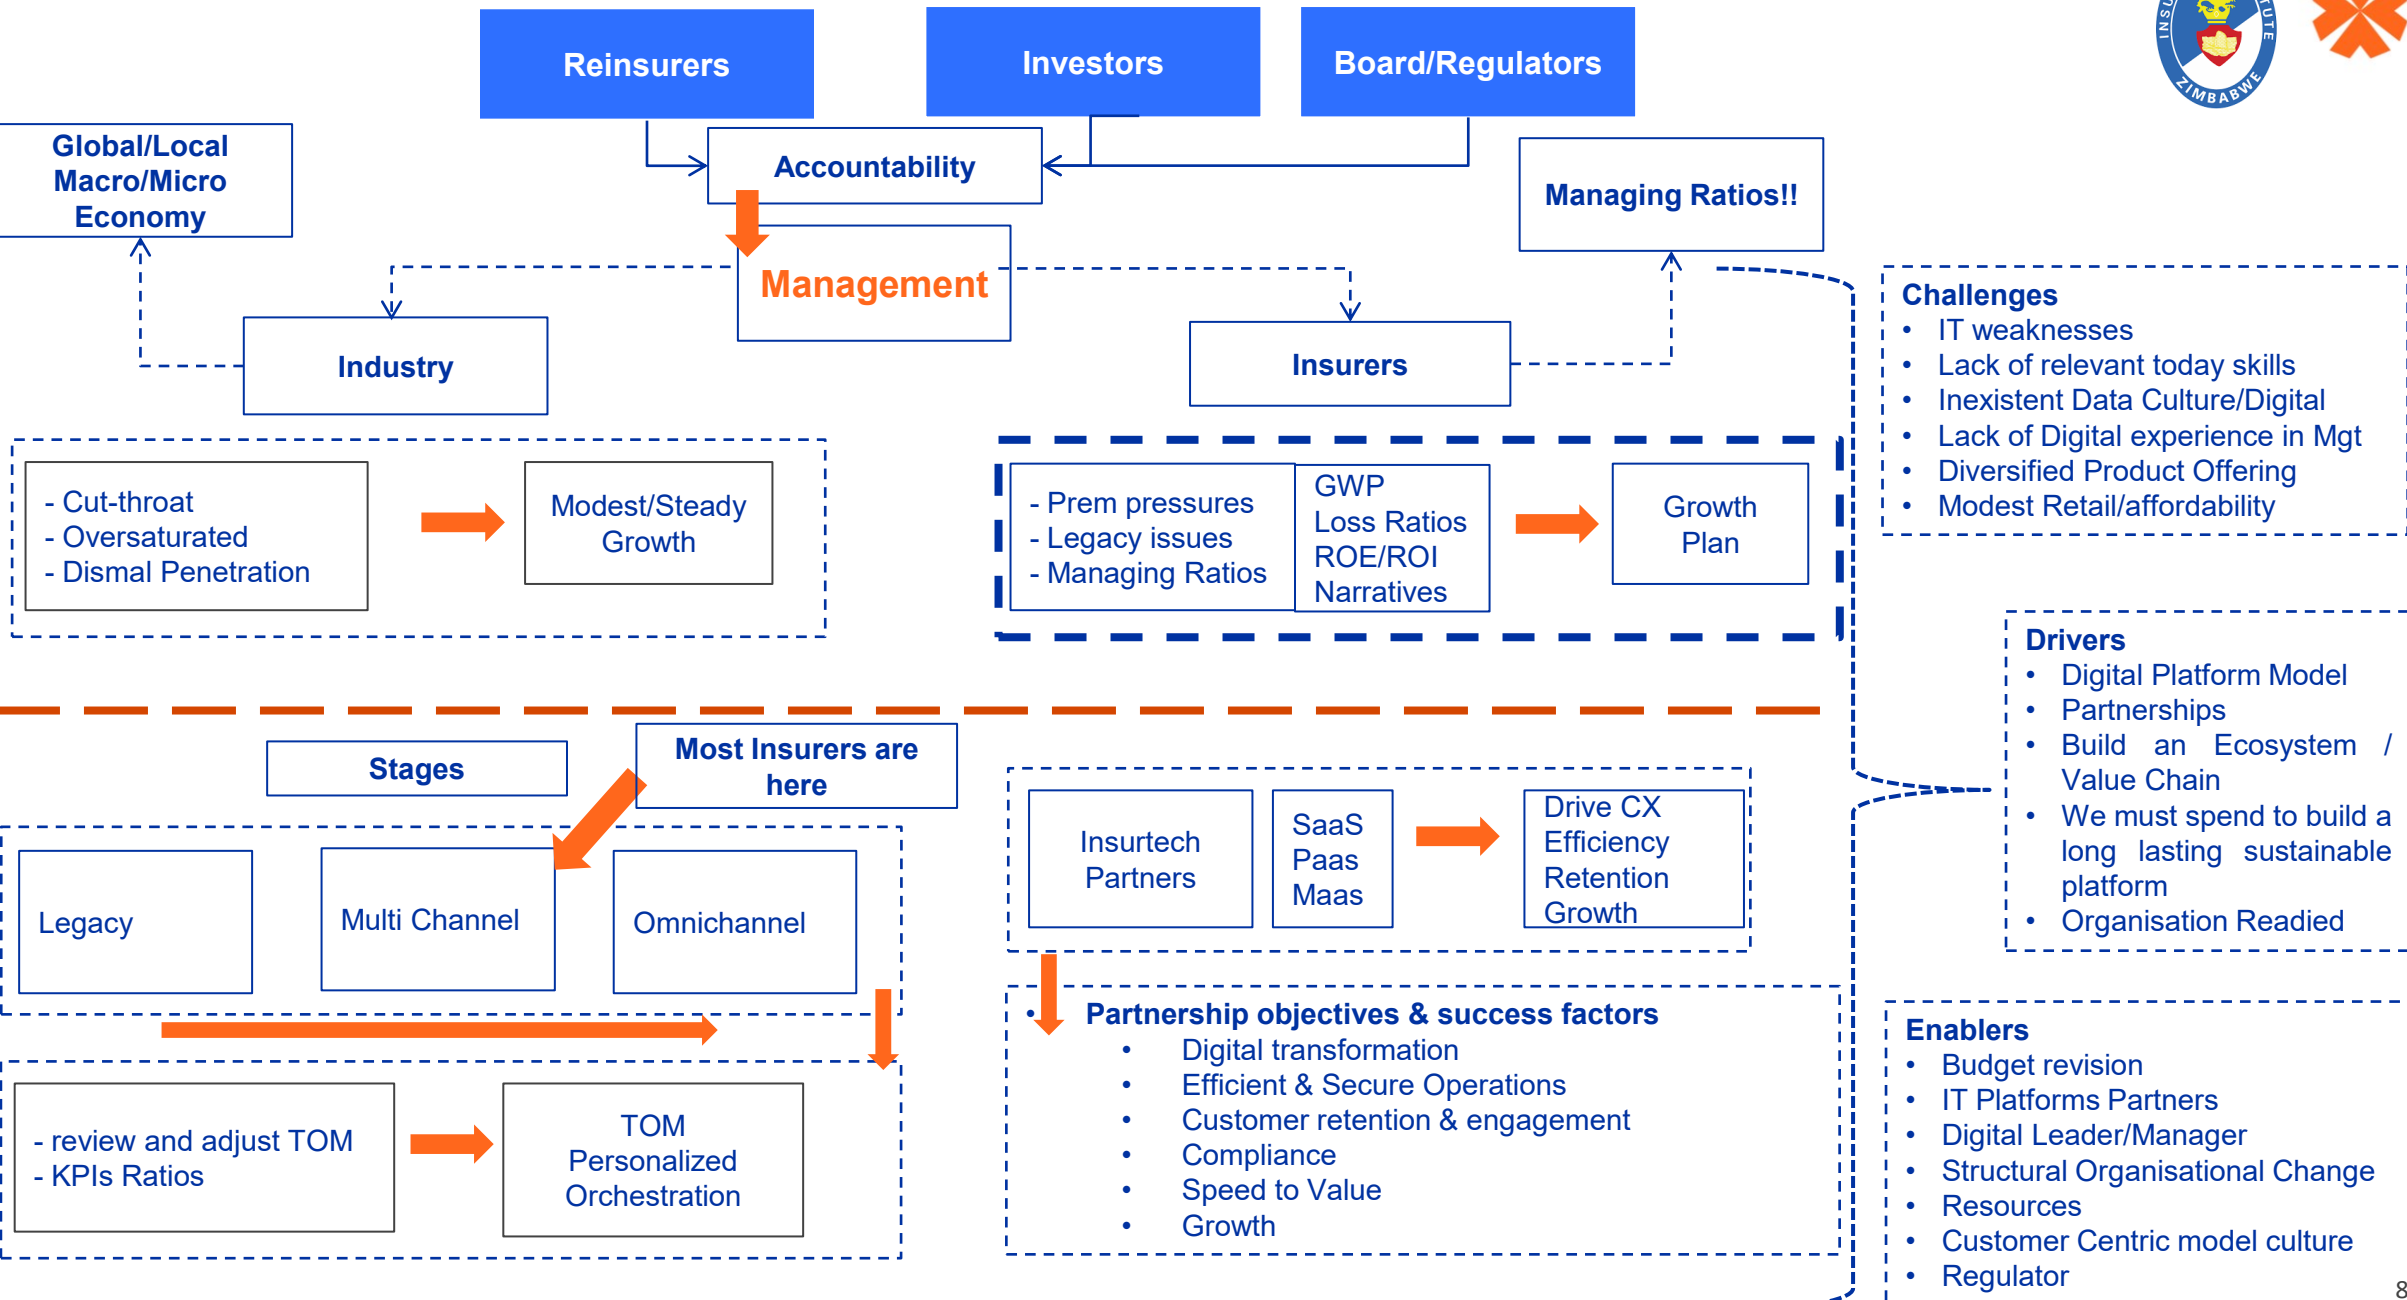 Reinsurers
Investors
Board/Regulators
INSU
TUTE
ZIMBABWE
Global/Local
Macro/Micro
Economy
Accountability
Managing Ratios!!
Management
Industry
Insurers
Challenges
• IT weaknesses
• Lack of relevant today skills
• Inexistent Data Culture/Digital
• Lack of Digital experience in Mgt
• Diversified Product Offering
• Modest Retail/affordability
- Cut-throat
- Oversaturated
- Dismal Penetration
Modest/Steady
Growth
- Prem pressures
- Legacy issues
- Managing Ratios
GWP
Loss Ratios
ROE/ROI
Narratives
Growth
Plan
Drivers
• Digital Platform Model
• Partnerships
• Build an Ecosystem /
Value Chain
• We must spend to build a
long lasting sustainable
platform
• Organisation Readied
Stages
Most Insurers are
here
Legacy
Multi Channel
Omnichannel
Insurtech
Partners
SaaS
Paas
Maas
Drive CX
Efficiency
Retention
Growth
- review and adjust TOM
- KPIs Ratios
TOM
Personalized
Orchestration
• Partnership objectives & success factors
• Digital transformation
• Efficient & Secure Operations
• Customer retention & engagement
• Compliance
• Speed to Value
• Growth
Enablers
• Budget revision
• IT Platforms Partners
• Digital Leader/Manager
• Structural Organisational Change
• Resources
• Customer Centric model culture
• Regulator
8